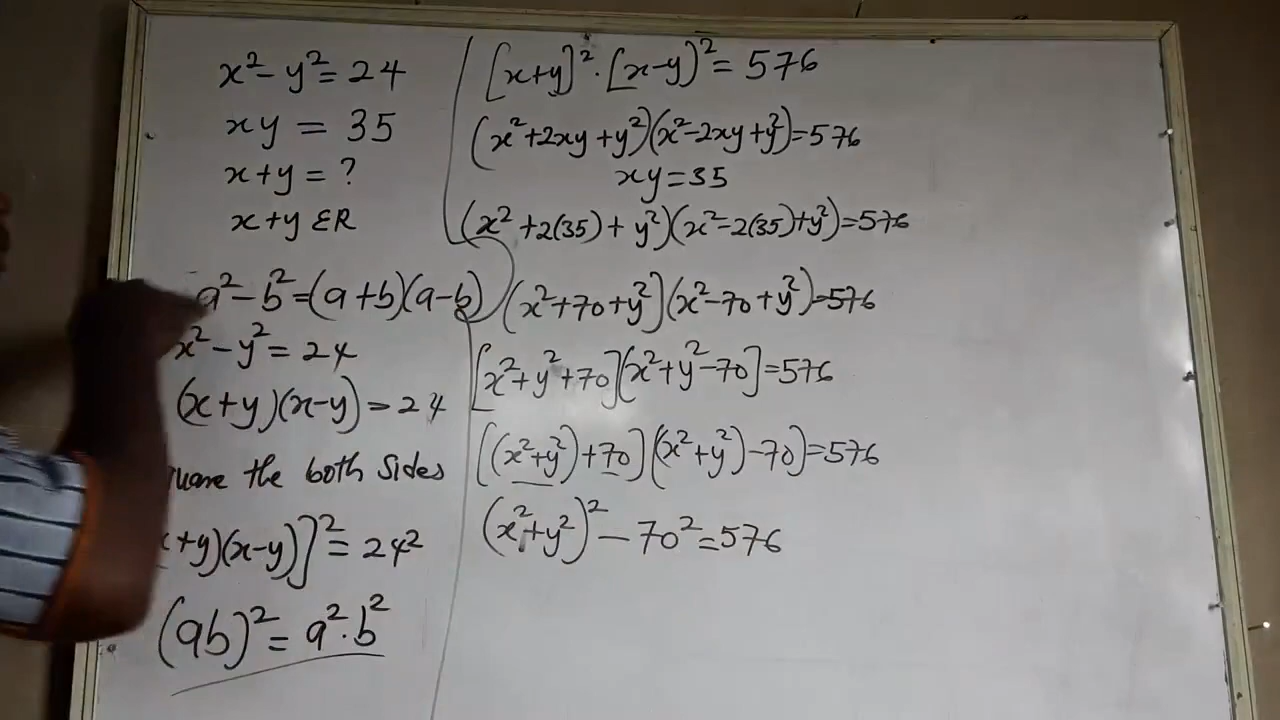 x²-y²=24
xy = 35
x+y = ?
x+y ER
a²-b²=(a+b)(a-b)
x²-y²=24
(x+y)(x-y)=24
the both sides
+y)(x-y)]²=24²
(ab)²=a².b²
[x+y]².[x-y)²=576
(x²+2xy+y²)(x²-2xy+y²)=576
xy=35
(x²+2(35)+y²)(x²-2(35)+y²)=576
(x²+70+y²](x²-70+y²)=576
[x²+y²+70](x²+y²-70]=576
[(x²+y²)+70][(x²+y²)-70]=576
(x²+y²)²-70²=576